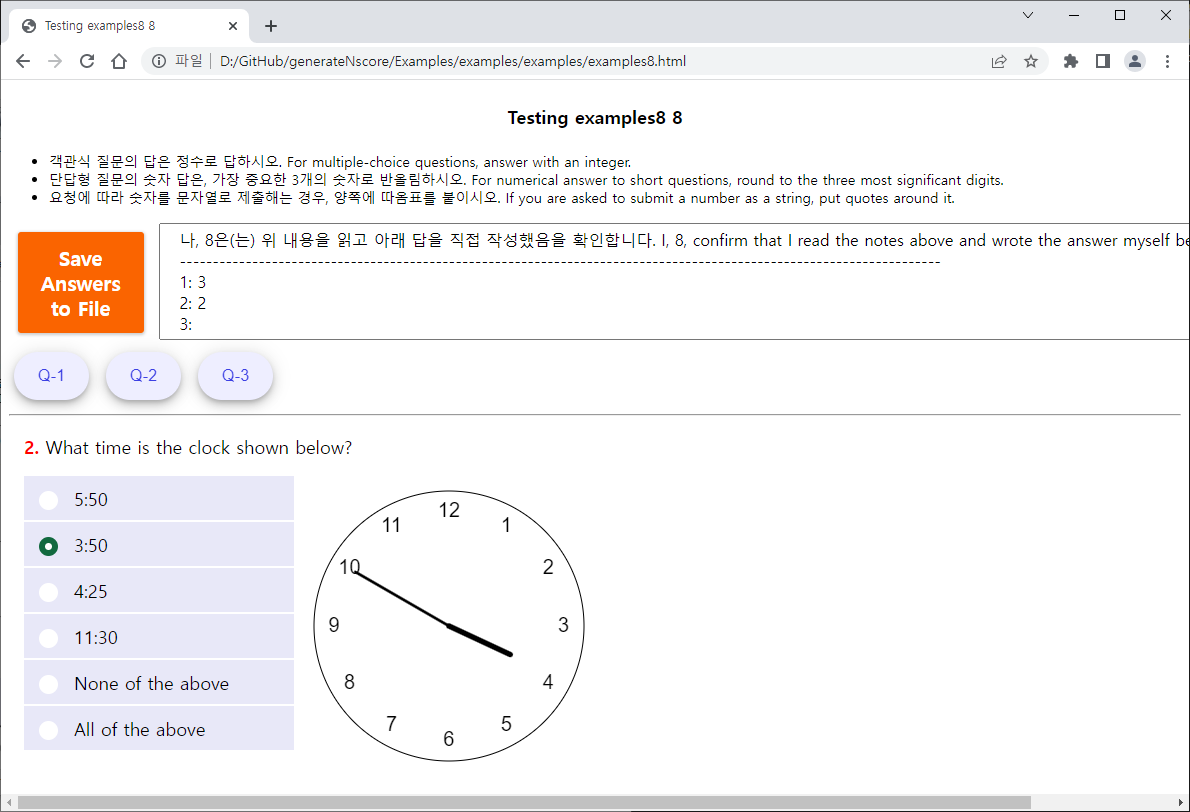 Testing examples8 8
파일 D:/GitHub/generateNscore/Examples/examples/examples/examples8.html
Testing examples8 8
객관식 질문의 답은 정수로 답하시오. For multiple-choice questions, answer with an integer.
단답형 질문의 숫자 답은, 가장 중요한 3개의 숫자로 반올림하시오. For numerical answer to short questions, round to the three most significant digits.
요청에 따라 숫자를 문자열로 제출해는 경우, 양쪽에 따옴표를 붙이시오. If you are asked to submit a number as a string, put quotes around it.
Save
Answers
to File
나, 8은(는) 위 내용을 읽고 아래 답을 직접 작성했음을 확인합니다. I, 8, confirm that I read the notes above and wrote the answer myself be
--------------------------------------------------------------------------------------------------------------------
1: 3
2: 2
3:
Q-1 Q-2 Q-3
2. What time is the clock shown below?
5:50
3:50
4:25
11:30
None of the above
All of the above
12
11 1
10 2
9 3
8 4
7 5
6